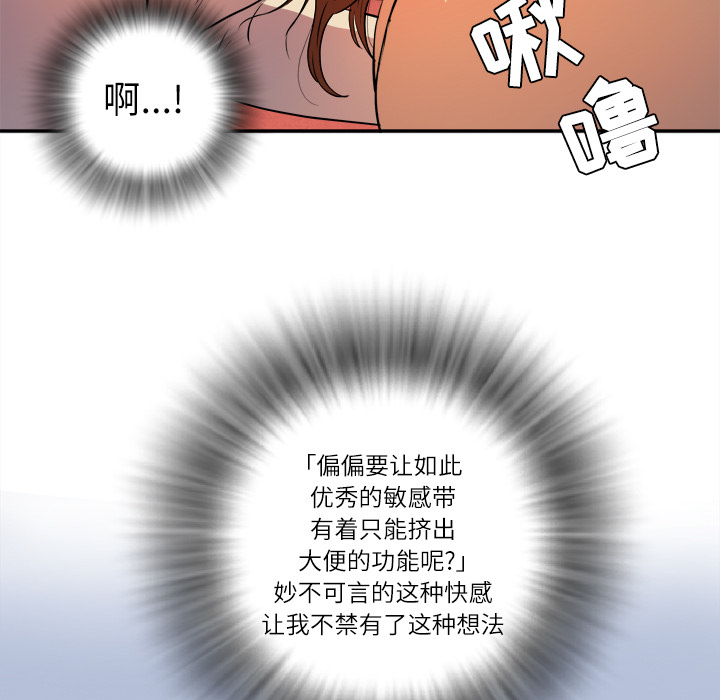 啾
啊...!
噜
「偏偏要让如此
优秀的敏感带
有着只能挤出
大便的功能呢?」
妙不可言的这种快感
让我不禁有了这种想法